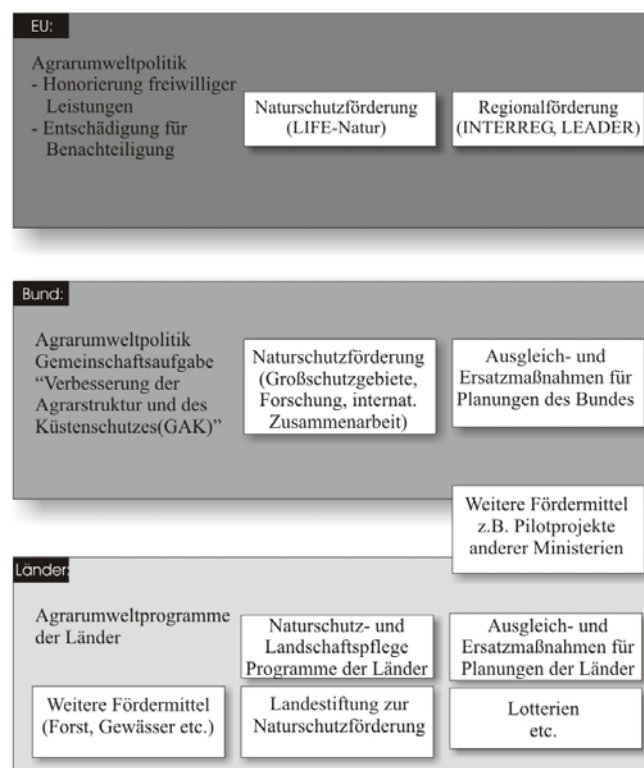 EU:
Agrarumweltpolitik
- Honorierung freiwilliger
Leistungen
- Entschädigung für
Benachteiligung
Naturschutzförderung
(LIFE-Natur)
Regionalförderung
(INTERREG, LEADER)
Bund:
Agrarumweltpolitik
Gemeinschaftsaufgabe
“Verbesserung der
Agrarstruktur und des
Küstenschutzes(GAK)”
Naturschutzförderung
(Großschutzgebiete,
Forschung, internat.
Zusammenarbeit)
Ausgleich- und
Ersatzmaßnahmen für
Planungen des Bundes
Weitere Fördermittel
z.B. Pilotprojekte
anderer Ministerien
Länder:
Agrarumweltprogramme
der Länder
Naturschutz- und
Landschaftspflege
Programme der Länder
Ausgleich- und
Ersatzmaßnahmen für
Planungen der Länder
Weitere Fördermittel
(Forst, Gewässer etc.)
Landestiftung zur
Naturschutzförderung
Lotterien
etc.